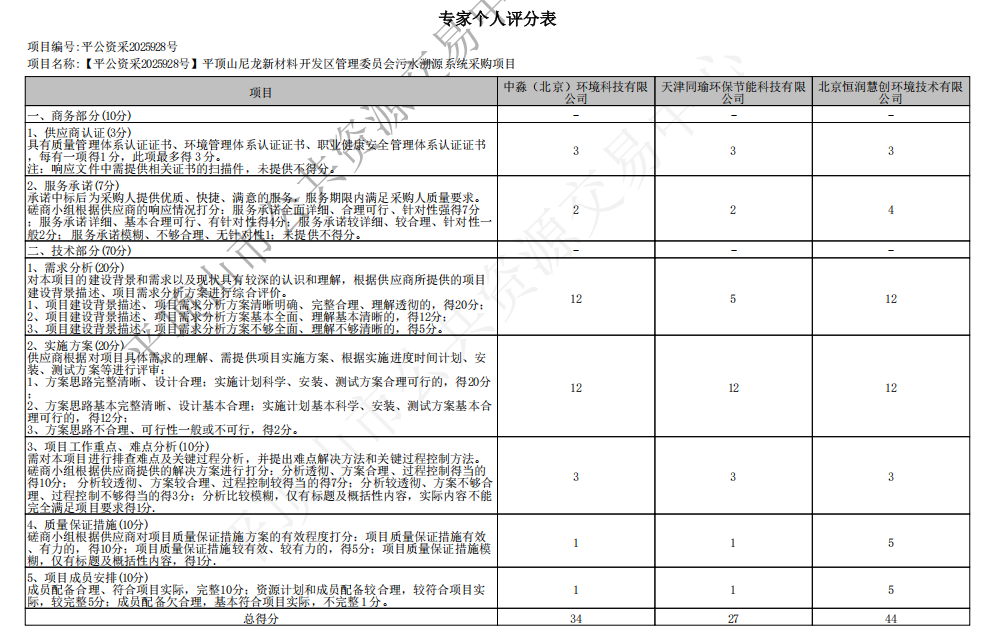 专家个人评分表
项目编号:平公资采2025928号
项目名称:【平公资采2025928号】平顶山尼龙新材料开发区管理委员会污水溯源系统采购项目
项目 中淼（北京）环境科技有限公司 天津同瑜环保节能科技有限公司 北京恒润慧创环境技术有限公司
一、商务部分(10分) - - -
1、供应商认证(3分)
具有质量管理体系认证证书、环境管理体系认证证书、职业健康安全管理体系认证证书
，每有一项得1 分，此项最多得 3 分。
注：响应文件中需提供相关证书的扫描件，未提供不得分。
3 3 3
2、服务承诺(7分)
承诺中标后为采购人提供优质、快捷、满意的服务，服务期限内满足采购人质量要求。
磋商小组根据供应商的响应情况打分：服务承诺全面详细、合理可行、针对性强得7分
；服务承诺详细、基本合理可行、有针对性得4分；服务承诺较详细、较合理、针对性一
般2分； 服务承诺模糊、不够合理、无针对性1；未提供不得分。
2 2 4
二、技术部分(70分) - - -
1、需求分析(20分)
对本项目的建设背景和需求以及现状具有较深的认识和理解，根据供应商所提供的项目
建设背景描述、项目需求分析方案进行综合评价。
1、项目建设背景描述、项目需求分析方案清晰明确、完整合理、理解透彻的，得20分；
2、项目建设背景描述、项目需求分析方案基本全面、理解基本清晰的，得12分；
3、项目建设背景描述、项目需求分析方案不够全面、理解不够清晰的，得5分。
12 5 12
2、实施方案(20分)
供应商根据对项目具体需求的理解、需提供项目实施方案、根据实施进度时间计划、安
装、测试方案等进行评审：
1、方案思路完整清晰、设计合理；实施计划科学、安装、测试方案合理可行的，得20分
；
2、方案思路基本完整清晰、设计基本合理；实施计划基本科学、安装、测试方案基本合
理可行的，得12分；
3、方案思路不合理、可行性一般或不可行，得2分。
12 12 12
3、项目工作重点、难点分析(10分)
需对本项目进行排查难点及关键过程分析，并提出难点解决方法和关键过程控制方法。
磋商小组根据供应商提供的解决方案进行打分：分析透彻、方案合理、过程控制得当的
得10分； 分析较透彻、方案较合理、过程控制较得当的得7分；分析较透彻、方案不够合
理、过程控制不够得当的得3分；分析比较模糊，仅有标题及概括性内容，实际内容不能
完全满足项目要求得1分.
3 3 3
4、质量保证措施(10分)
磋商小组根据供应商对项目质量保证措施方案的有效程度打分：项目质量保证措施有效
、有力的，得10分；项目质量保证措施较有效、较有力的，得5分；项目质量保证措施模
糊，仅有标题及概括性内容，得1分.
1 1 5
5、项目成员安排(10分)
成员配备合理、符合项目实际，完整10分；资源计划和成员配备较合理，较符合项目实
际，较完整5分；成员配备欠合理，基本符合项目实际，不完整 1 分。
1 1 5
总得分 34 27 44
平顶山市公共资源交易中心
平顶山市公共资源交易中心